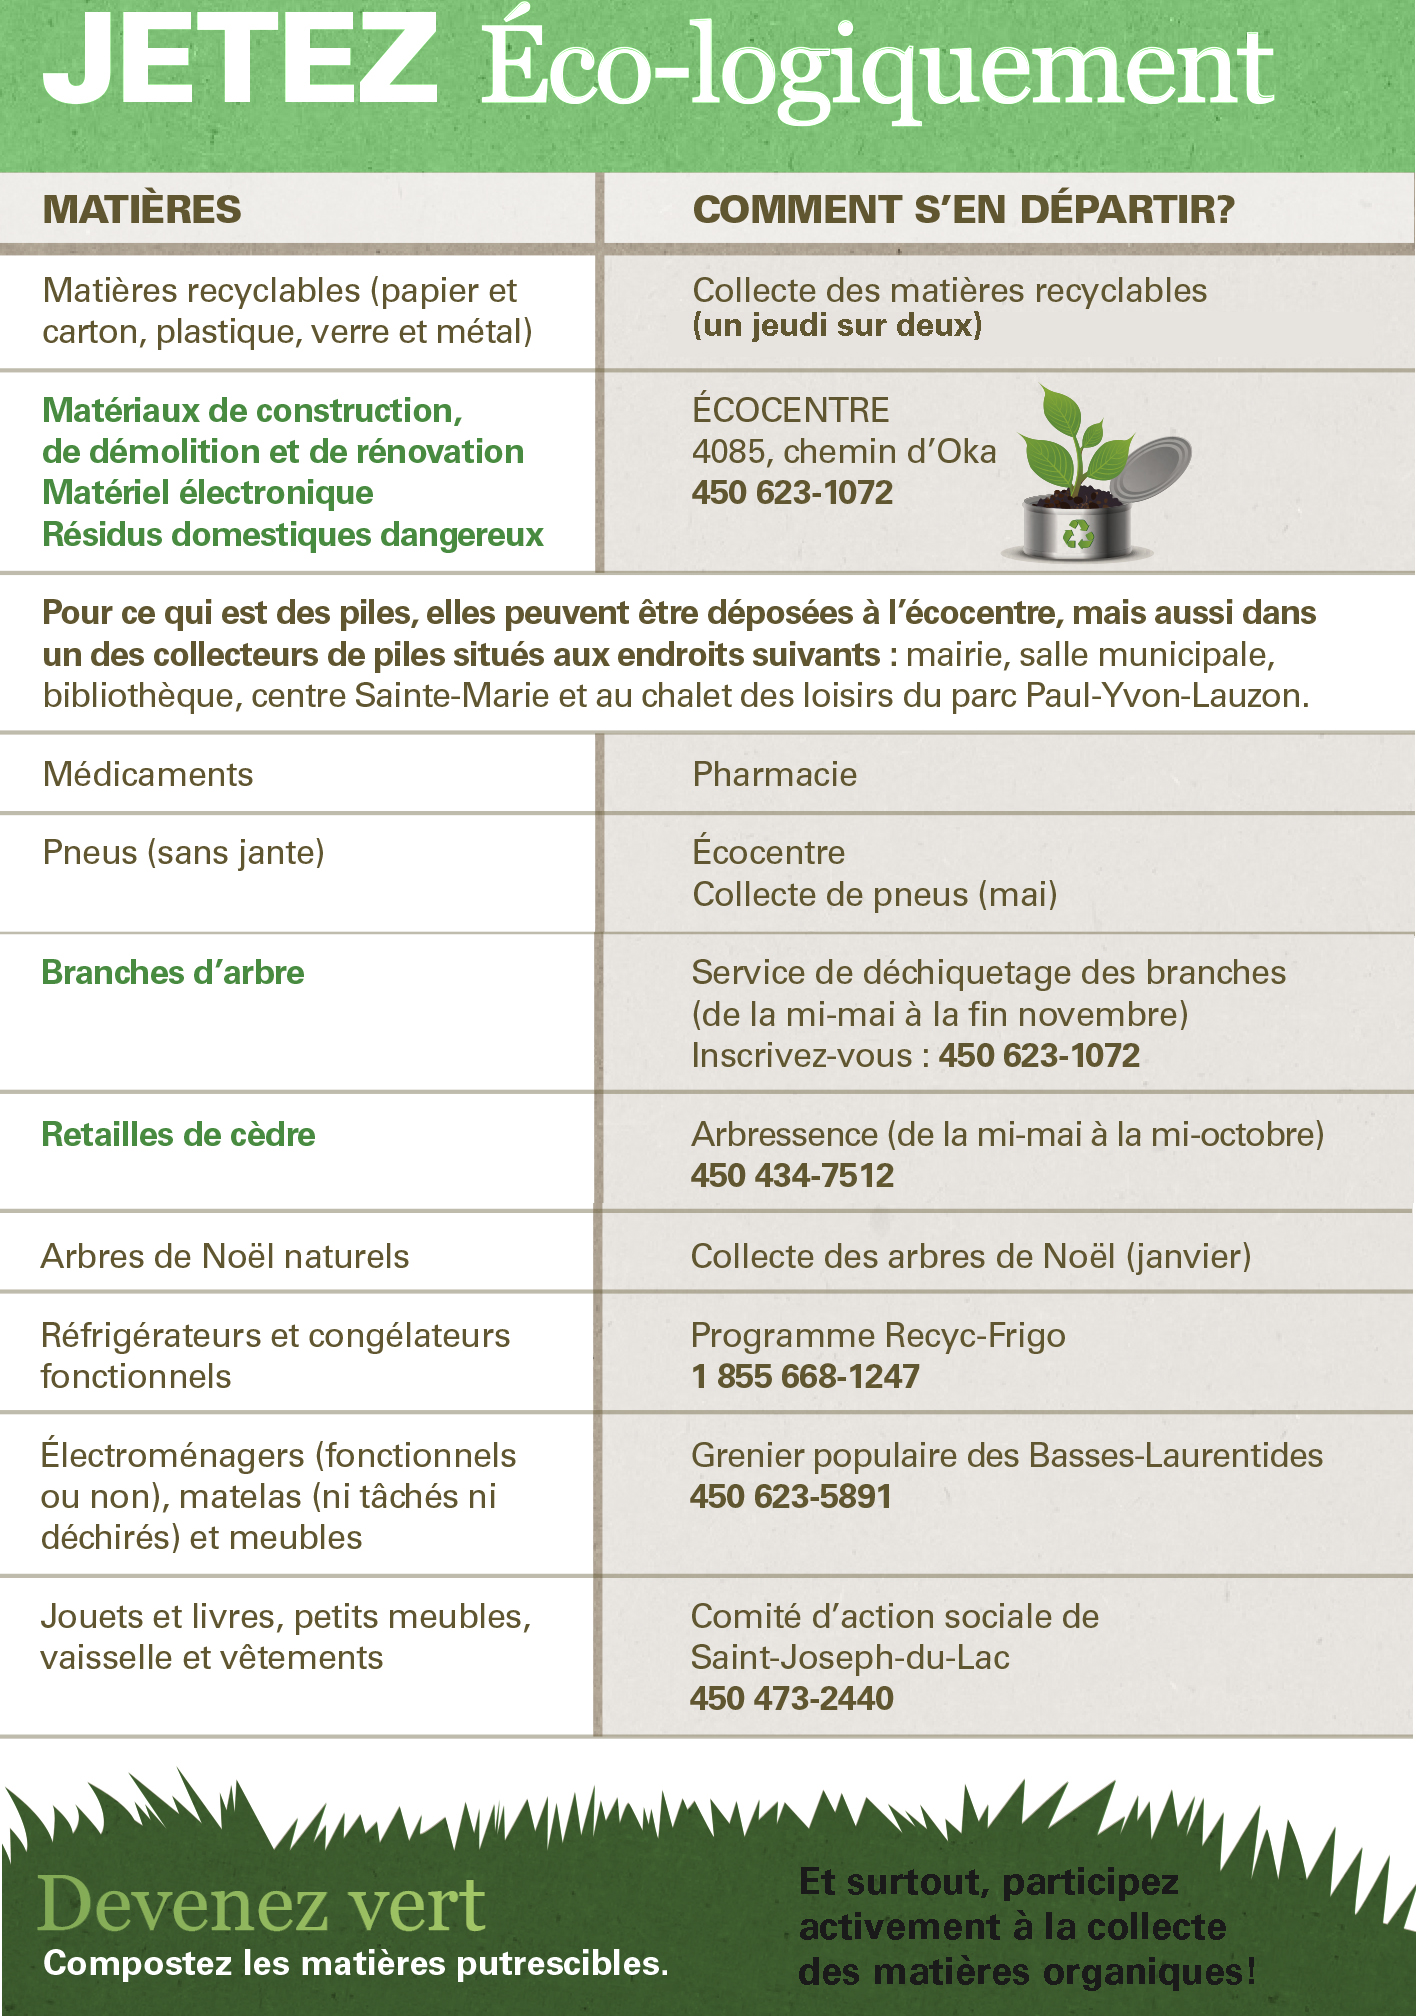 JETEZ Éco-logiquement
MATIÈRES
COMMENT S'EN DÉPARTIR?
Matières recyclables (papier et
carton, plastique, verre et métal)
Collecte des matières recyclables
(un jeudi sur deux)
Matériaux de construction,
de démolition et de rénovation
Matériel électronique
Résidus domestiques dangereux
ÉCOCENTRE
4085, chemin d'Oka
450 623-1072
Pour ce qui est des piles, elles peuvent être déposées à l'écocentre, mais aussi dans
un des collecteurs de piles situés aux endroits suivants : mairie, salle municipale,
bibliothèque, centre Sainte-Marie et au chalet des loisirs du parc Paul-Yvon-Lauzon.
Médicaments
Pharmacie
Pneus (sans jante)
Écocentre
Collecte de pneus (mai)
Branches d'arbre
Service de déchiquetage des branches
(de la mi-mai à la fin novembre)
Inscrivez-vous : 450 623-1072
Retailles de cèdre
Arbressence (de la mi-mai à la mi-octobre)
450 434-7512
Arbres de Noël naturels
Collecte des arbres de Noël (janvier)
Réfrigérateurs et congélateurs
fonctionnels
Programme Recyc-Frigo
1 855 668-1247
Électroménagers (fonctionnels
ou non), matelas (ni tâchés ni
déchirés) et meubles
Grenier populaire des Basses-Laurentides
450 623-5891
Jouets et livres, petits meubles,
vaisselle et vêtements
Comité d'action sociale de
Saint-Joseph-du-Lac
450 473-2440
Devenez vert
Compostez les matières putrescibles.
Et surtout, participez
activement à la collecte
des matières organiques!